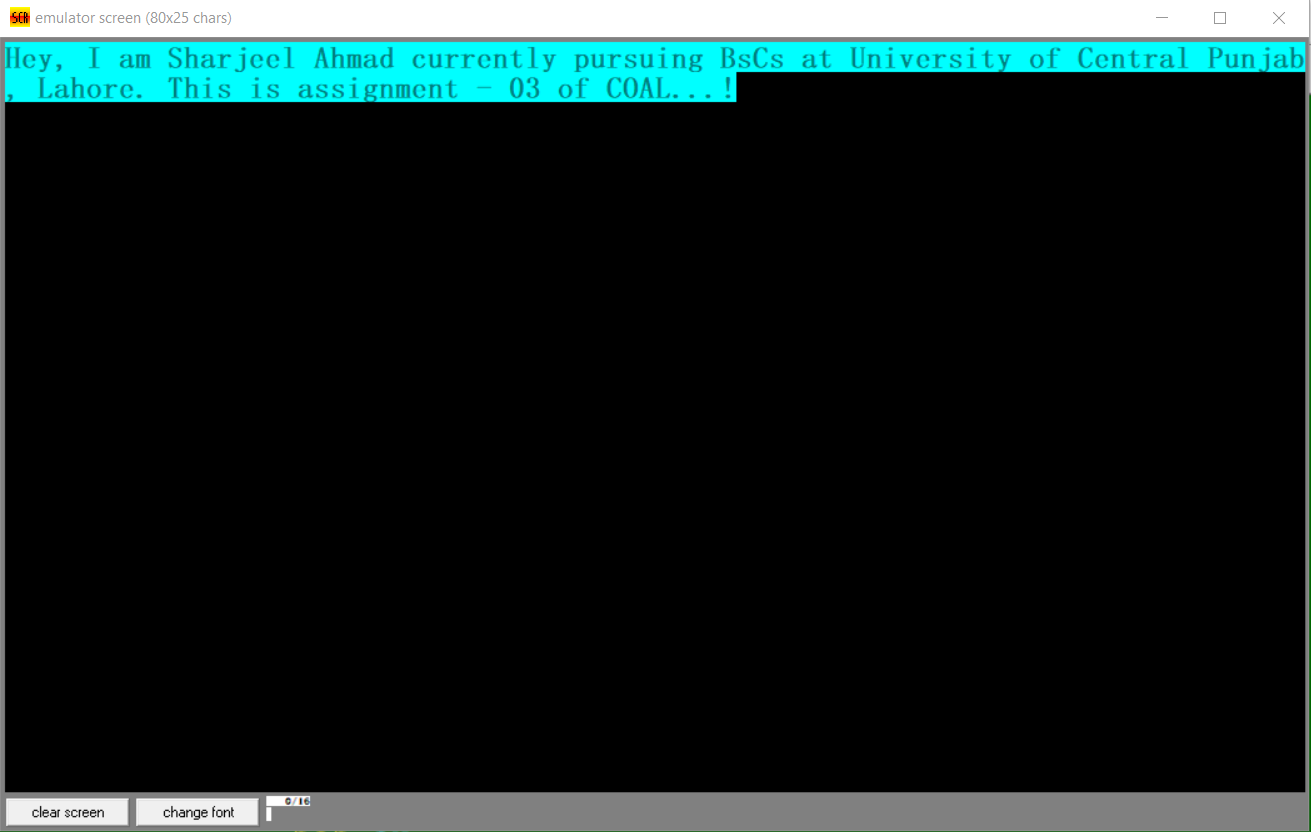 SCR emulator screen (80x25 chars)
Hey, I am Sharjeel Ahmad currently pursuing BsCs at University of Central Punjab
, Lahore. This is assignment - 03 of COAL...!
clear screen change font 0/16